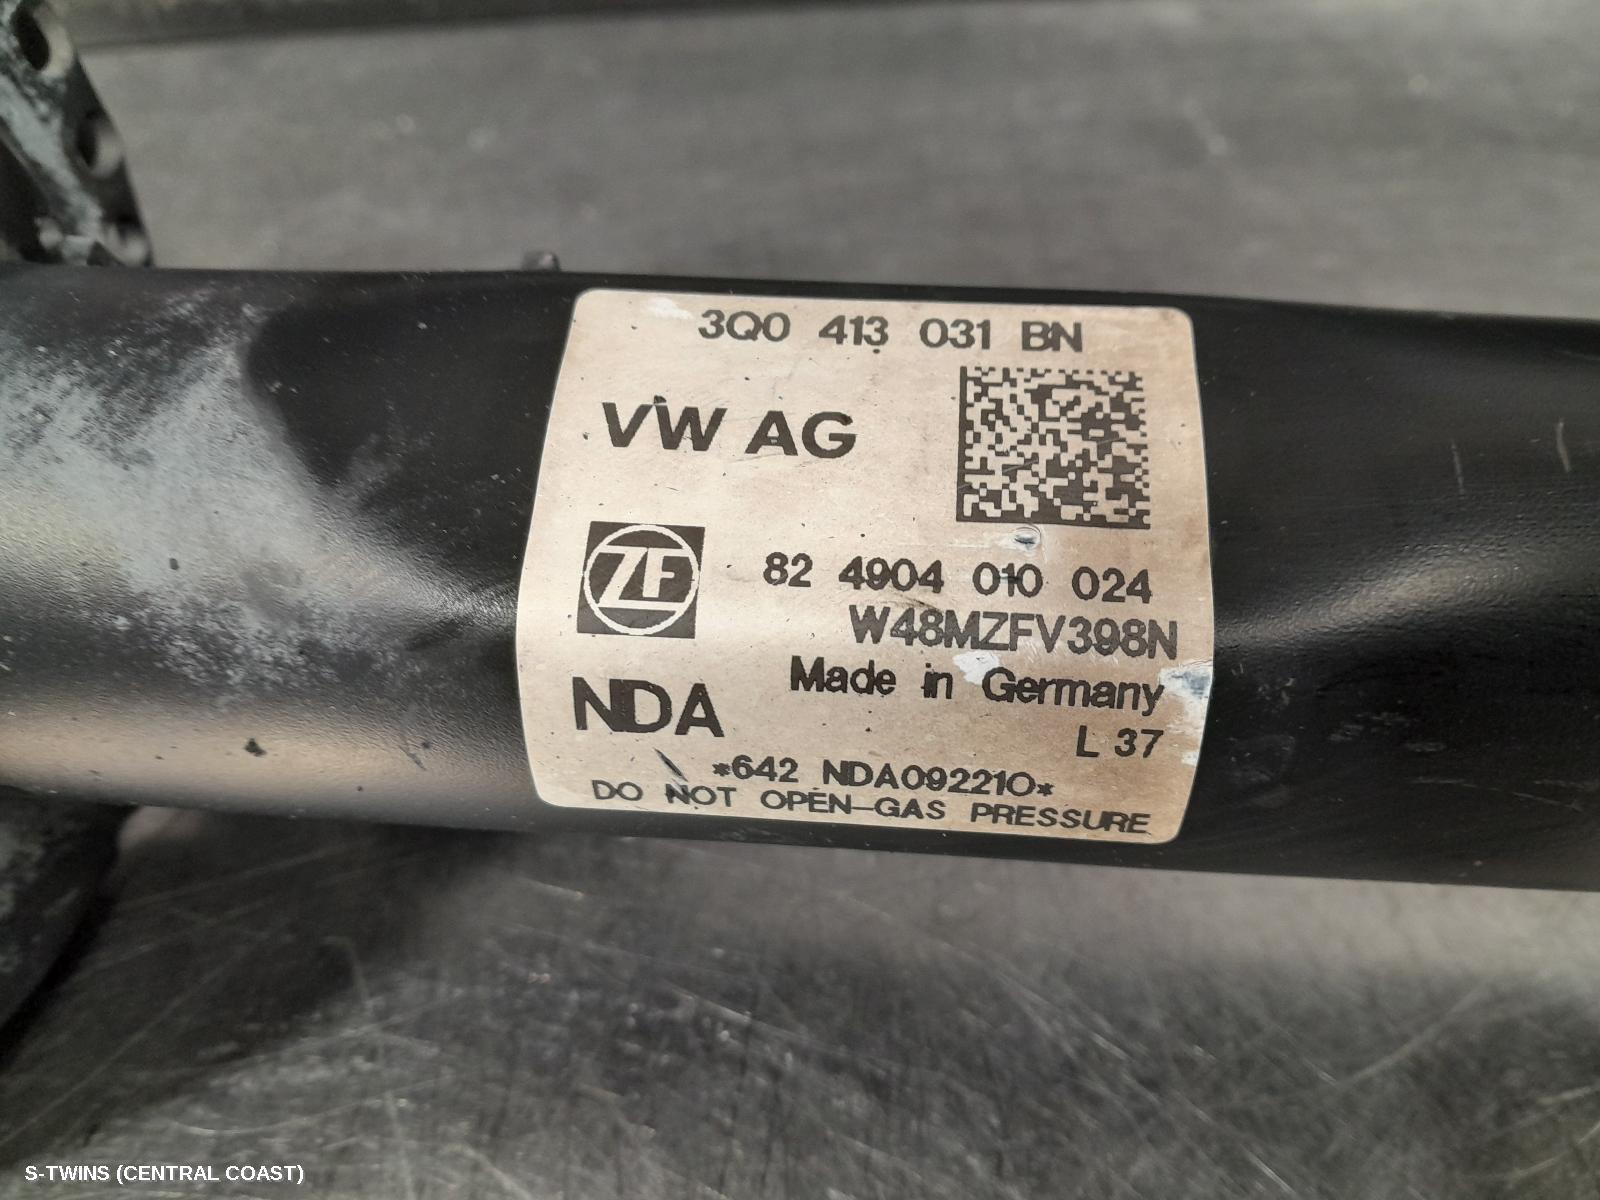 3Q0 413 031 BN
VW AG
ZF
82 4904 010 024
W48MZFV398N
Made in Germany
NDA
L 37
*642 NDA092210*
DO NOT OPEN-GAS PRESSURE
S-TWINS (CENTRAL COAST)